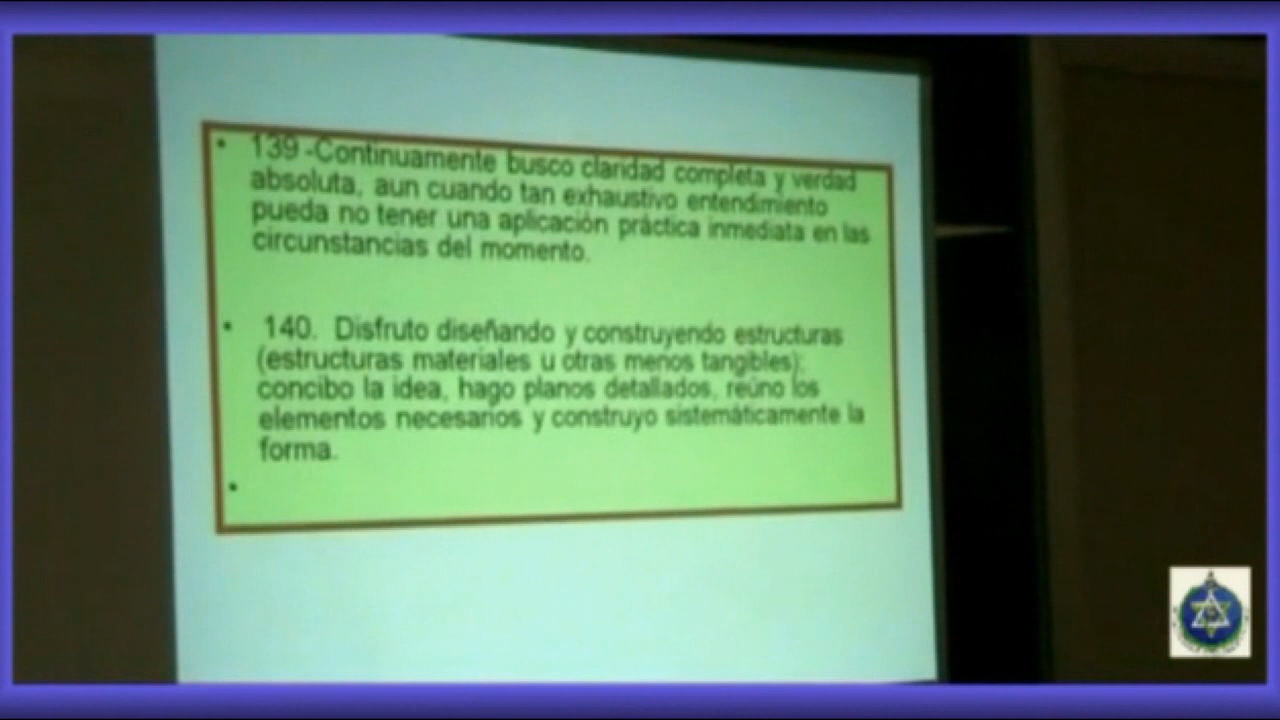 • 139 -Continuamente busco claridad completa y verdad
absoluta, aun cuando tan exhaustivo entendimiento
pueda no tener una aplicación práctica inmediata en las
circunstancias del momento.
• 140. Disfruto diseñando y construyendo estructuras
(estructuras materiales u otras menos tangibles);
concibo la idea, hago planos detallados, reúno los
elementos necesarios y construyo sistemáticamente la
forma.
•